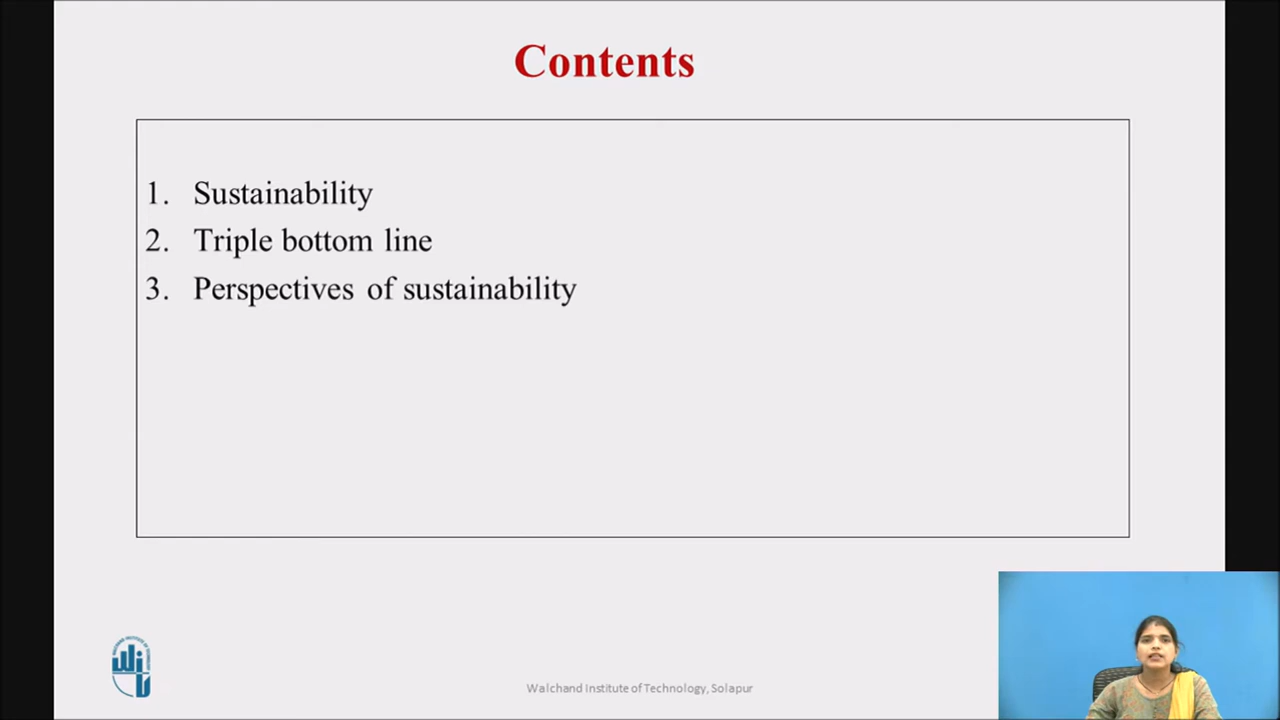 Contents
1. Sustainability
2. Triple bottom line
3. Perspectives of sustainability
Walchand Institute of Technology, Solapur